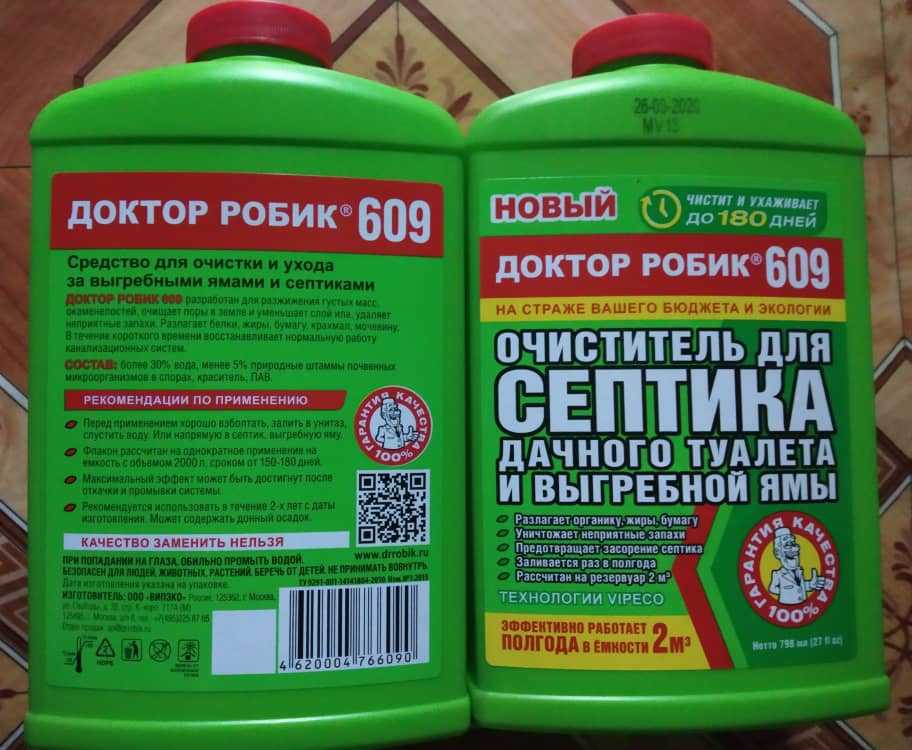 ДОКТОР РОБИК® 609
Средство для очистки и ухода
за выгребными ямами и септиками
ДОКТОР РОБИК 609 разработан для разжижения густых масс,
окаменелостей, очищает поры в земле и уменьшает слой ила, удаляет
неприятные запахи. Разлагает белки, жиры, бумагу, крахмал, мочевину.
В течение короткого времени восстанавливает нормальную работу
канализационных систем.
СОСТАВ: более 30% вода, менее 5% природные штаммы почвенных
микроорганизмов в спорах, краситель, ПАВ.
РЕКОМЕНДАЦИИ ПО ПРИМЕНЕНИЮ
Перед применением хорошо взболтать, залить в унитаз,
спустить воду. Или напрямую в септик, выгребную яму.
Флакон рассчитан на однократное применение на
емкость с объемом 2000 л, сроком от 150-180 дней.
Максимальный эффект может быть достигнут после
откачки и промывки системы.
Рекомендуется использовать в течение 2-х лет с даты
изготовления. Может содержать донный осадок.
ГАРАНТИЯ КАЧЕСТВА
100%
КАЧЕСТВО ЗАМЕНИТЬ НЕЛЬЗЯ
www.drrobik.ru
ПРИ ПОПАДАНИИ НА ГЛАЗА, ОБИЛЬНО ПРОМЫТЬ ВОДОЙ.
БЕЗОПАСЕН ДЛЯ ЛЮДЕЙ, ЖИВОТНЫХ, РАСТЕНИЙ. БЕРЕЧЬ ОТ ДЕТЕЙ. НЕ ПРИНИМАТЬ ВОВНУТРЬ.
Дата изготовления указана на упаковке.
ИЗГОТОВИТЕЛЬ: ООО «ВИПЭКО» Россия, 125362, г. Москва,
HDPE
4 620004 766090
26-09-2020
MV 13
НОВЫЙ
ЧИСТИТ И УХАЖИВАЕТ
ДО 180 ДНЕЙ
ДОКТОР РОБИК® 609
НА СТРАЖЕ ВАШЕГО БЮДЖЕТА И ЭКОЛОГИИ
ОЧИСТИТЕЛЬ ДЛЯ
СЕПТИКА
ДАЧНОГО ТУАЛЕТА
И ВЫГРЕБНОЙ ЯМЫ
Разлагает органику, жиры, бумагу
Уничтожает неприятные запахи
Предотвращает засорение септика
Заливается раз в полгода
Рассчитан на резервуар 2 м³
ТЕХНОЛОГИИ VIPECO
ГАРАНТИЯ КАЧЕСТВА
100%
ЭФФЕКТИВНО РАБОТАЕТ
ПОЛГОДА В ЁМКОСТИ 2м³
Нетто 798 мл (27 fl oz)